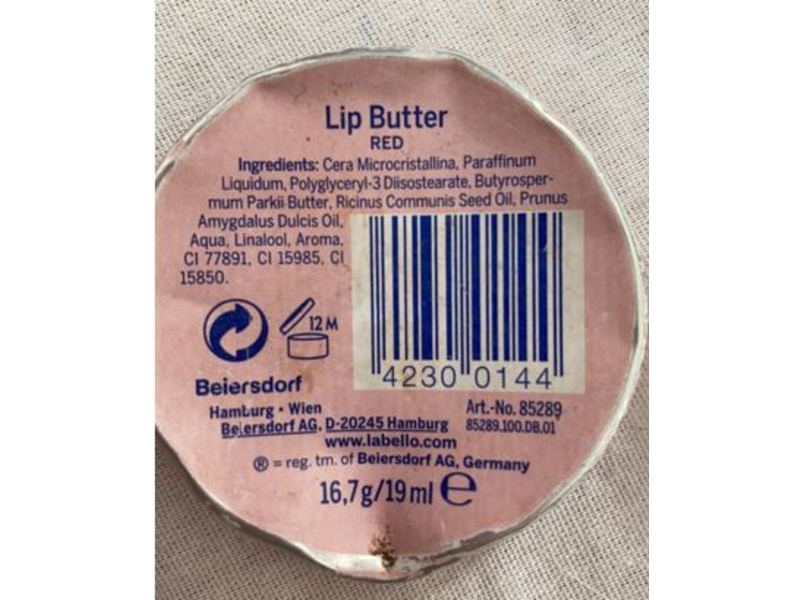 Lip Butter
RED
Ingredients: Cera Microcristallina, Paraffinum
Liquidum, Polyglyceryl-3 Diisostearate, Butyrosper-
mum Parkii Butter, Ricinus Communis Seed Oil, Prunus
Amygdalus Dulcis Oil,
Aqua, Linalool, Aroma,
CI 77891, CI 15985, CI
15850.
12 M
4230 0144
Beiersdorf
Hamburg • Wien
Beiersdorf AG, D-20245 Hamburg
Art.-No. 85289
85289.100.DB.01
www.labello.com
® = reg. tm. of Beiersdorf AG, Germany
16,7g/19ml ℮